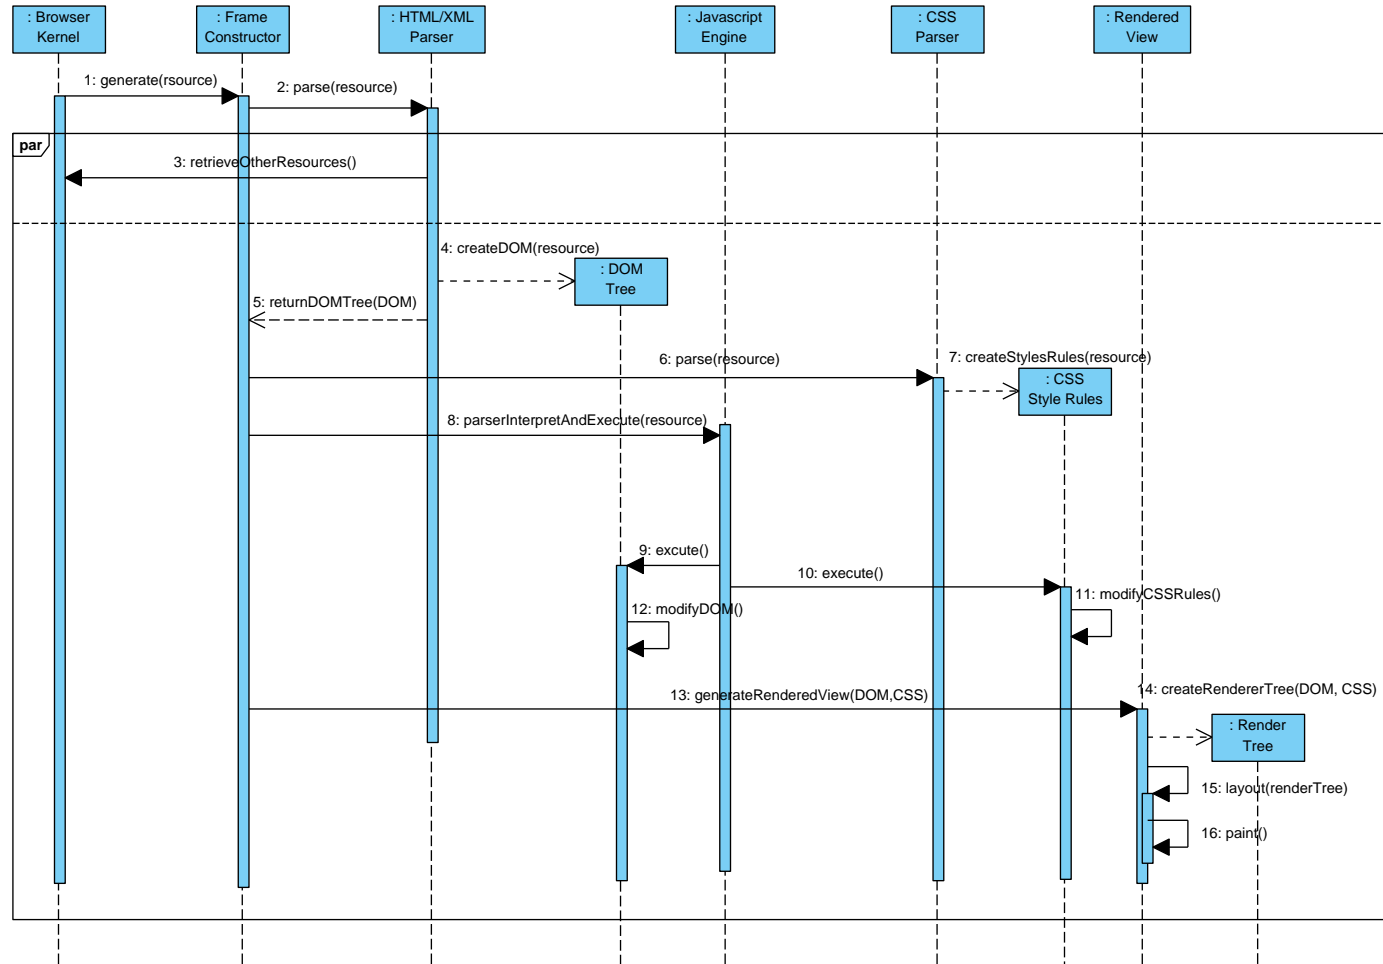 : Browser
Kernel
: Frame
Constructor
: HTML/XML
Parser
: Javascript
Engine
: CSS
Parser
: Rendered
View
1: generate(rsource)
2: parse(resource)
par
3: retrieveOtherResources()
4: createDOM(resource)
: DOM
Tree
5: returnDOMTree(DOM)
6: parse(resource)
7: createStylesRules(resource)
: CSS
Style Rules
8: parserInterpretAndExecute(resource)
9: excute()
10: execute()
11: modifyCSSRules()
12: modifyDOM()
13: generateRenderedView(DOM,CSS)
14: createRendererTree(DOM, CSS)
: Render
Tree
15: layout(renderTree)
16: paint()